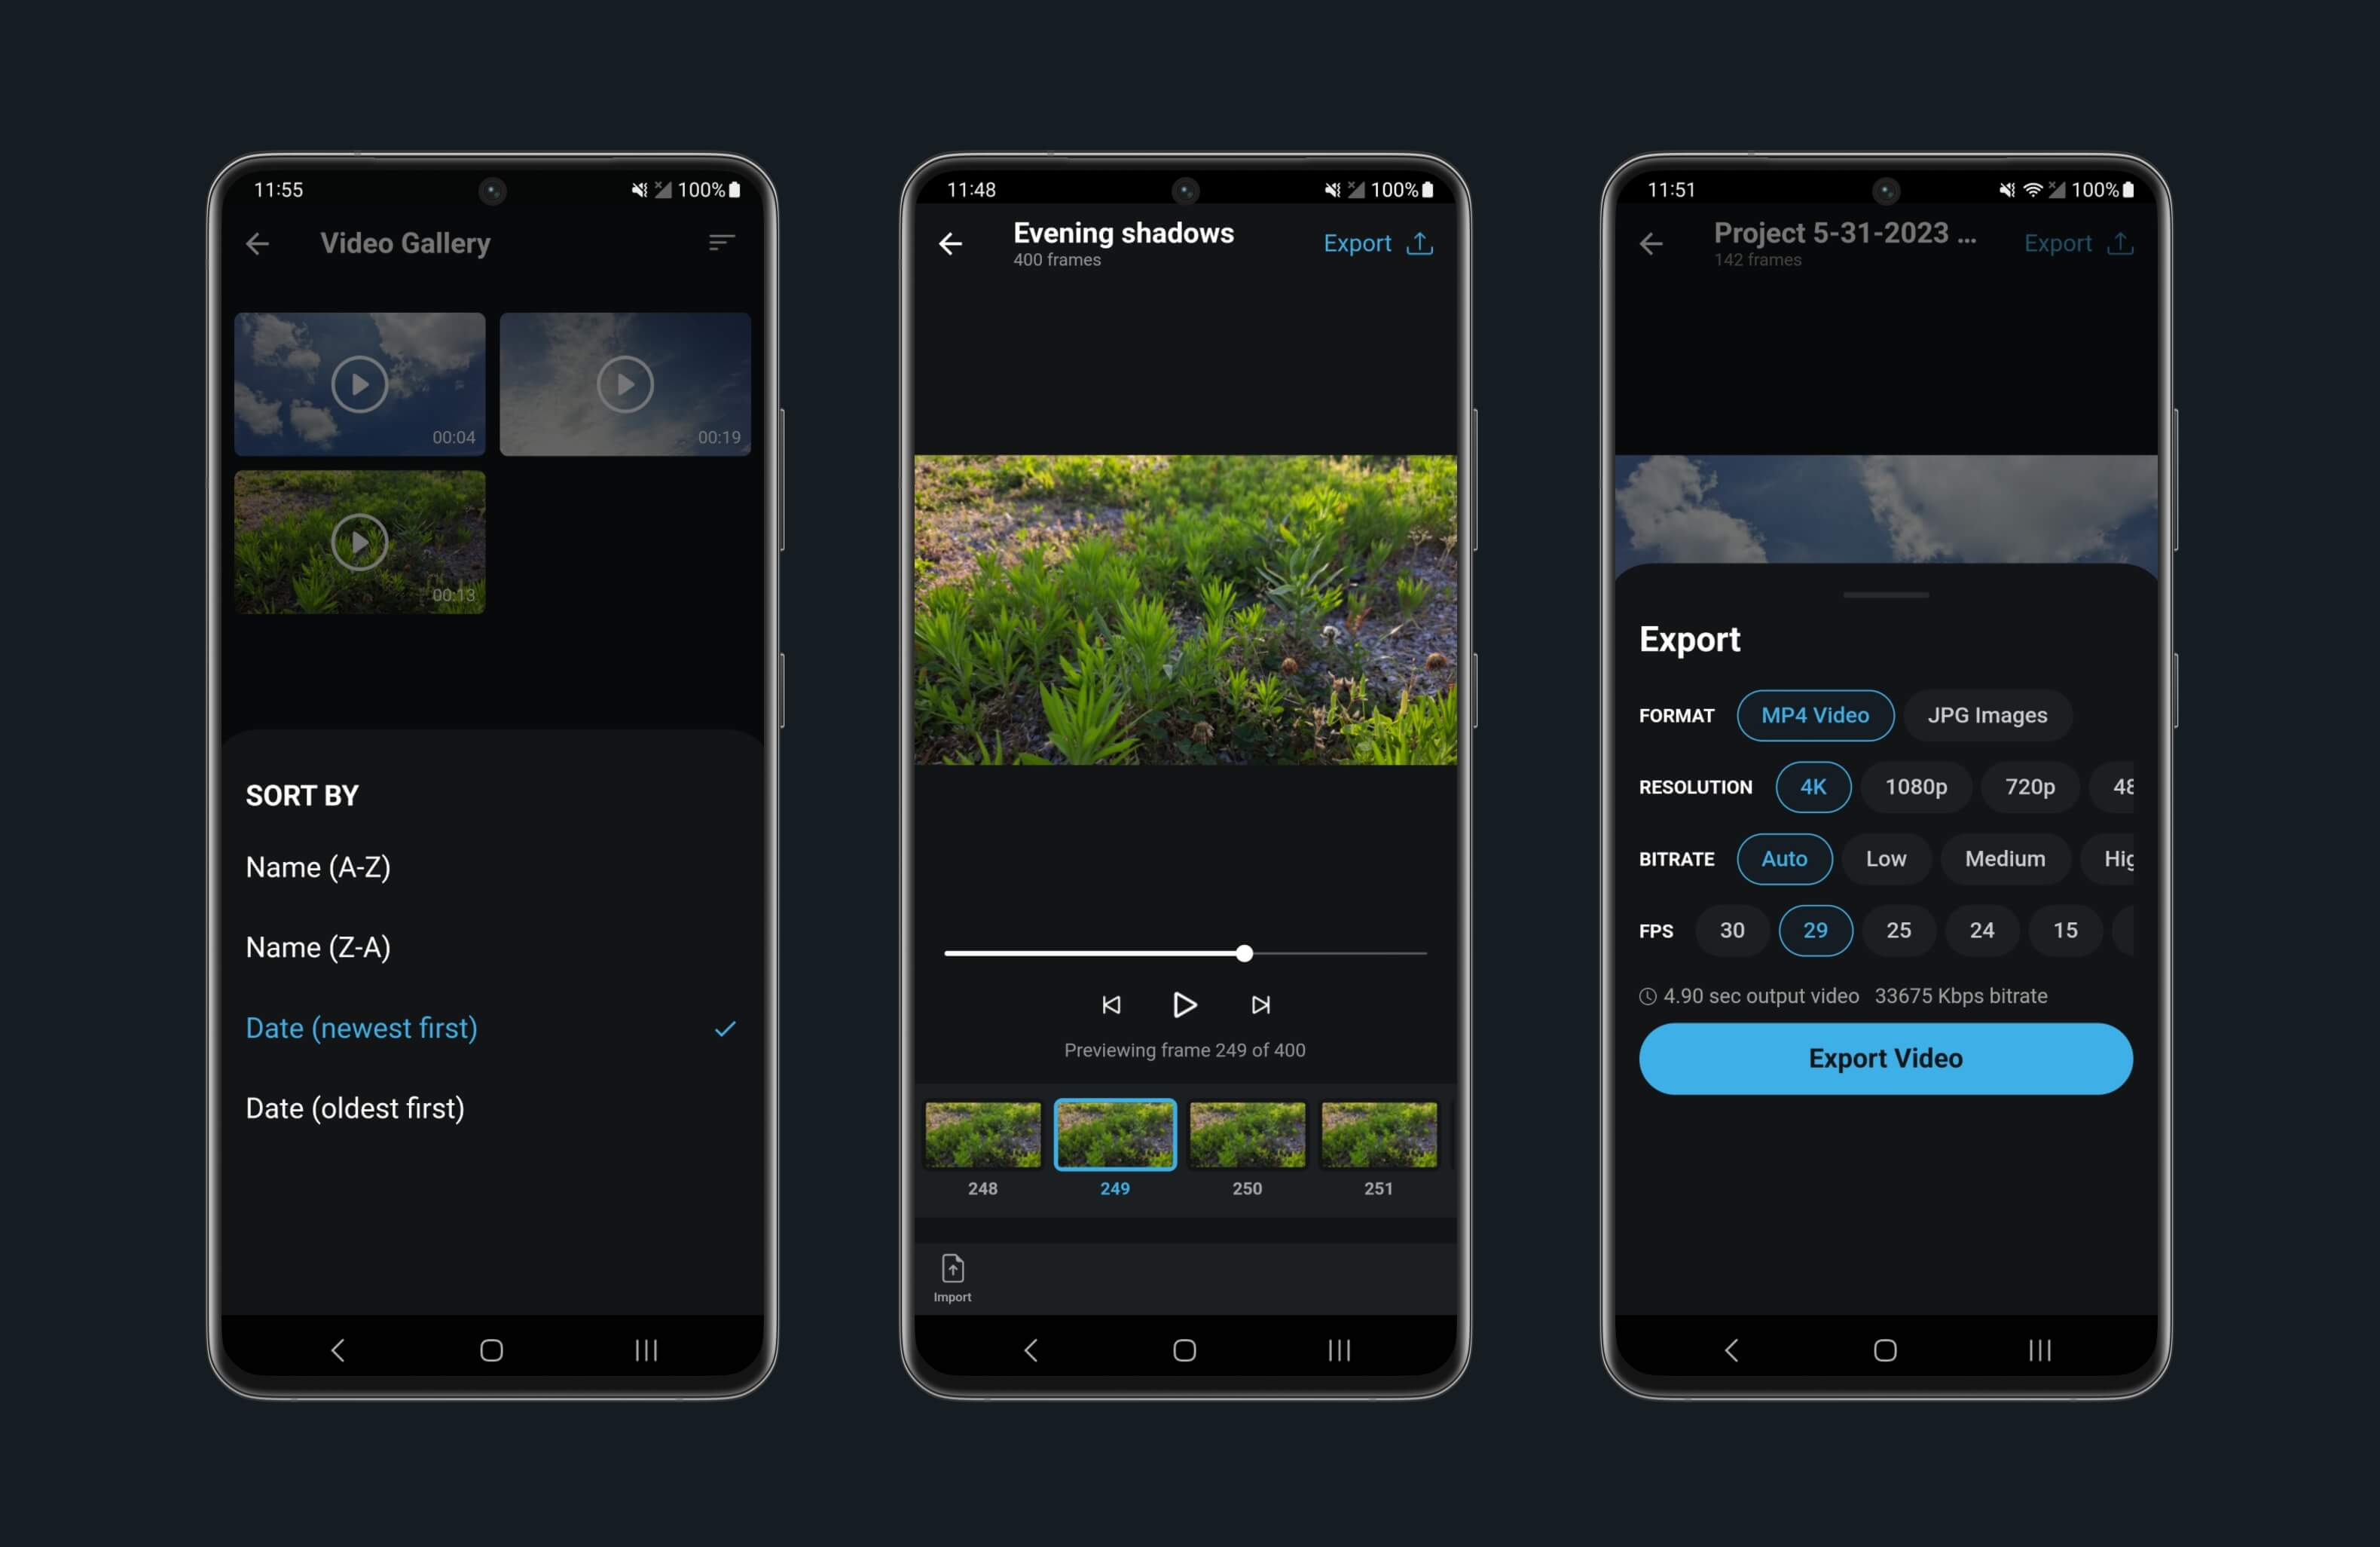 11:55
100%
Video Gallery
00:04
00:19
00:13
SORT BY
Name (A-Z)
Name (Z-A)
Date (newest first)
Date (oldest first)
11:48
100%
Evening shadows
400 frames
Export
Previewing frame 249 of 400
248 249 250 251
Import
11:51
100%
Project 5-31-2023 ...
142 frames
Export
Export
FORMAT MP4 Video JPG Images
RESOLUTION 4K 1080p 720p 48
BITRATE Auto Low Medium
FPS 30 29 25 24 15
4.90 sec output video 33675 Kbps bitrate
Export Video